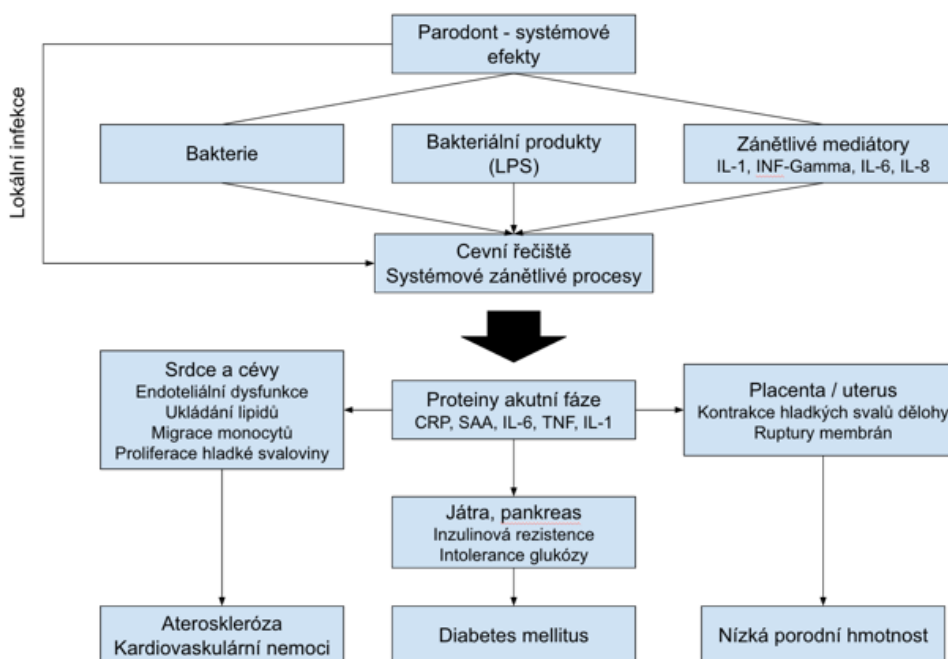 Parodont - systémové
efekty
Lokální infekce
Bakterie
Bakteriální produkty
(LPS)
Zánětlivé mediátory
IL-1, INF-Gamma, IL-6, IL-8
Cevní řečiště
Systémové zánětlivé procesy
Srdce a cévy
Endoteliální dysfunkce
Ukládání lipidů
Migrace monocytů
Proliferace hladké svaloviny
Proteiny akutní fáze
CRP, SAA, IL-6, TNF, IL-1
Placenta / uterus
Kontrakce hladkých svalů dělohy
Ruptury membrán
Játra, pankreas
Inzulinová rezistence
Intolerance glukózy
Ateroskleróza
Kardiovaskulární nemoci
Diabetes mellitus
Nízká porodní hmotnost